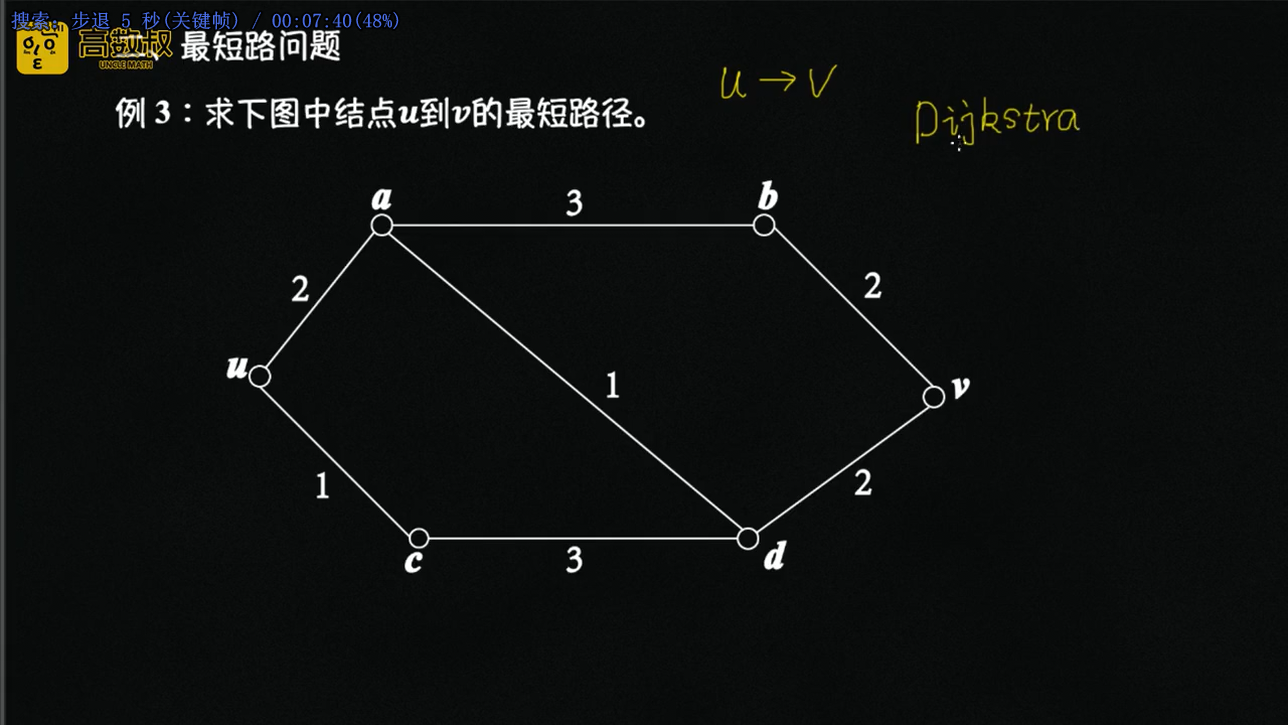 搜索: 步退 5 秒(关键帧) / 00:07:40(48%)
高数叔
UNCLE MATH
最短路问题
u → v
例 3：求下图中结点u到v的最短路径。
Dijkstra
a
3
b
2
2
u
1
v
1
2
c
3
d